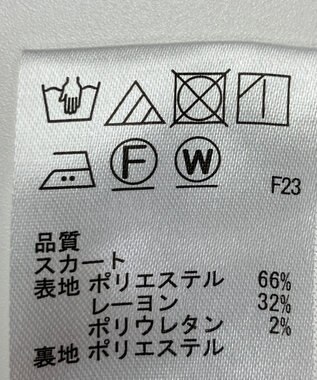 F W F23
品質
スカート
表地 ポリエステル 66%
レーヨン 32%
ポリウレタン 2%
裏地 ポリエステル